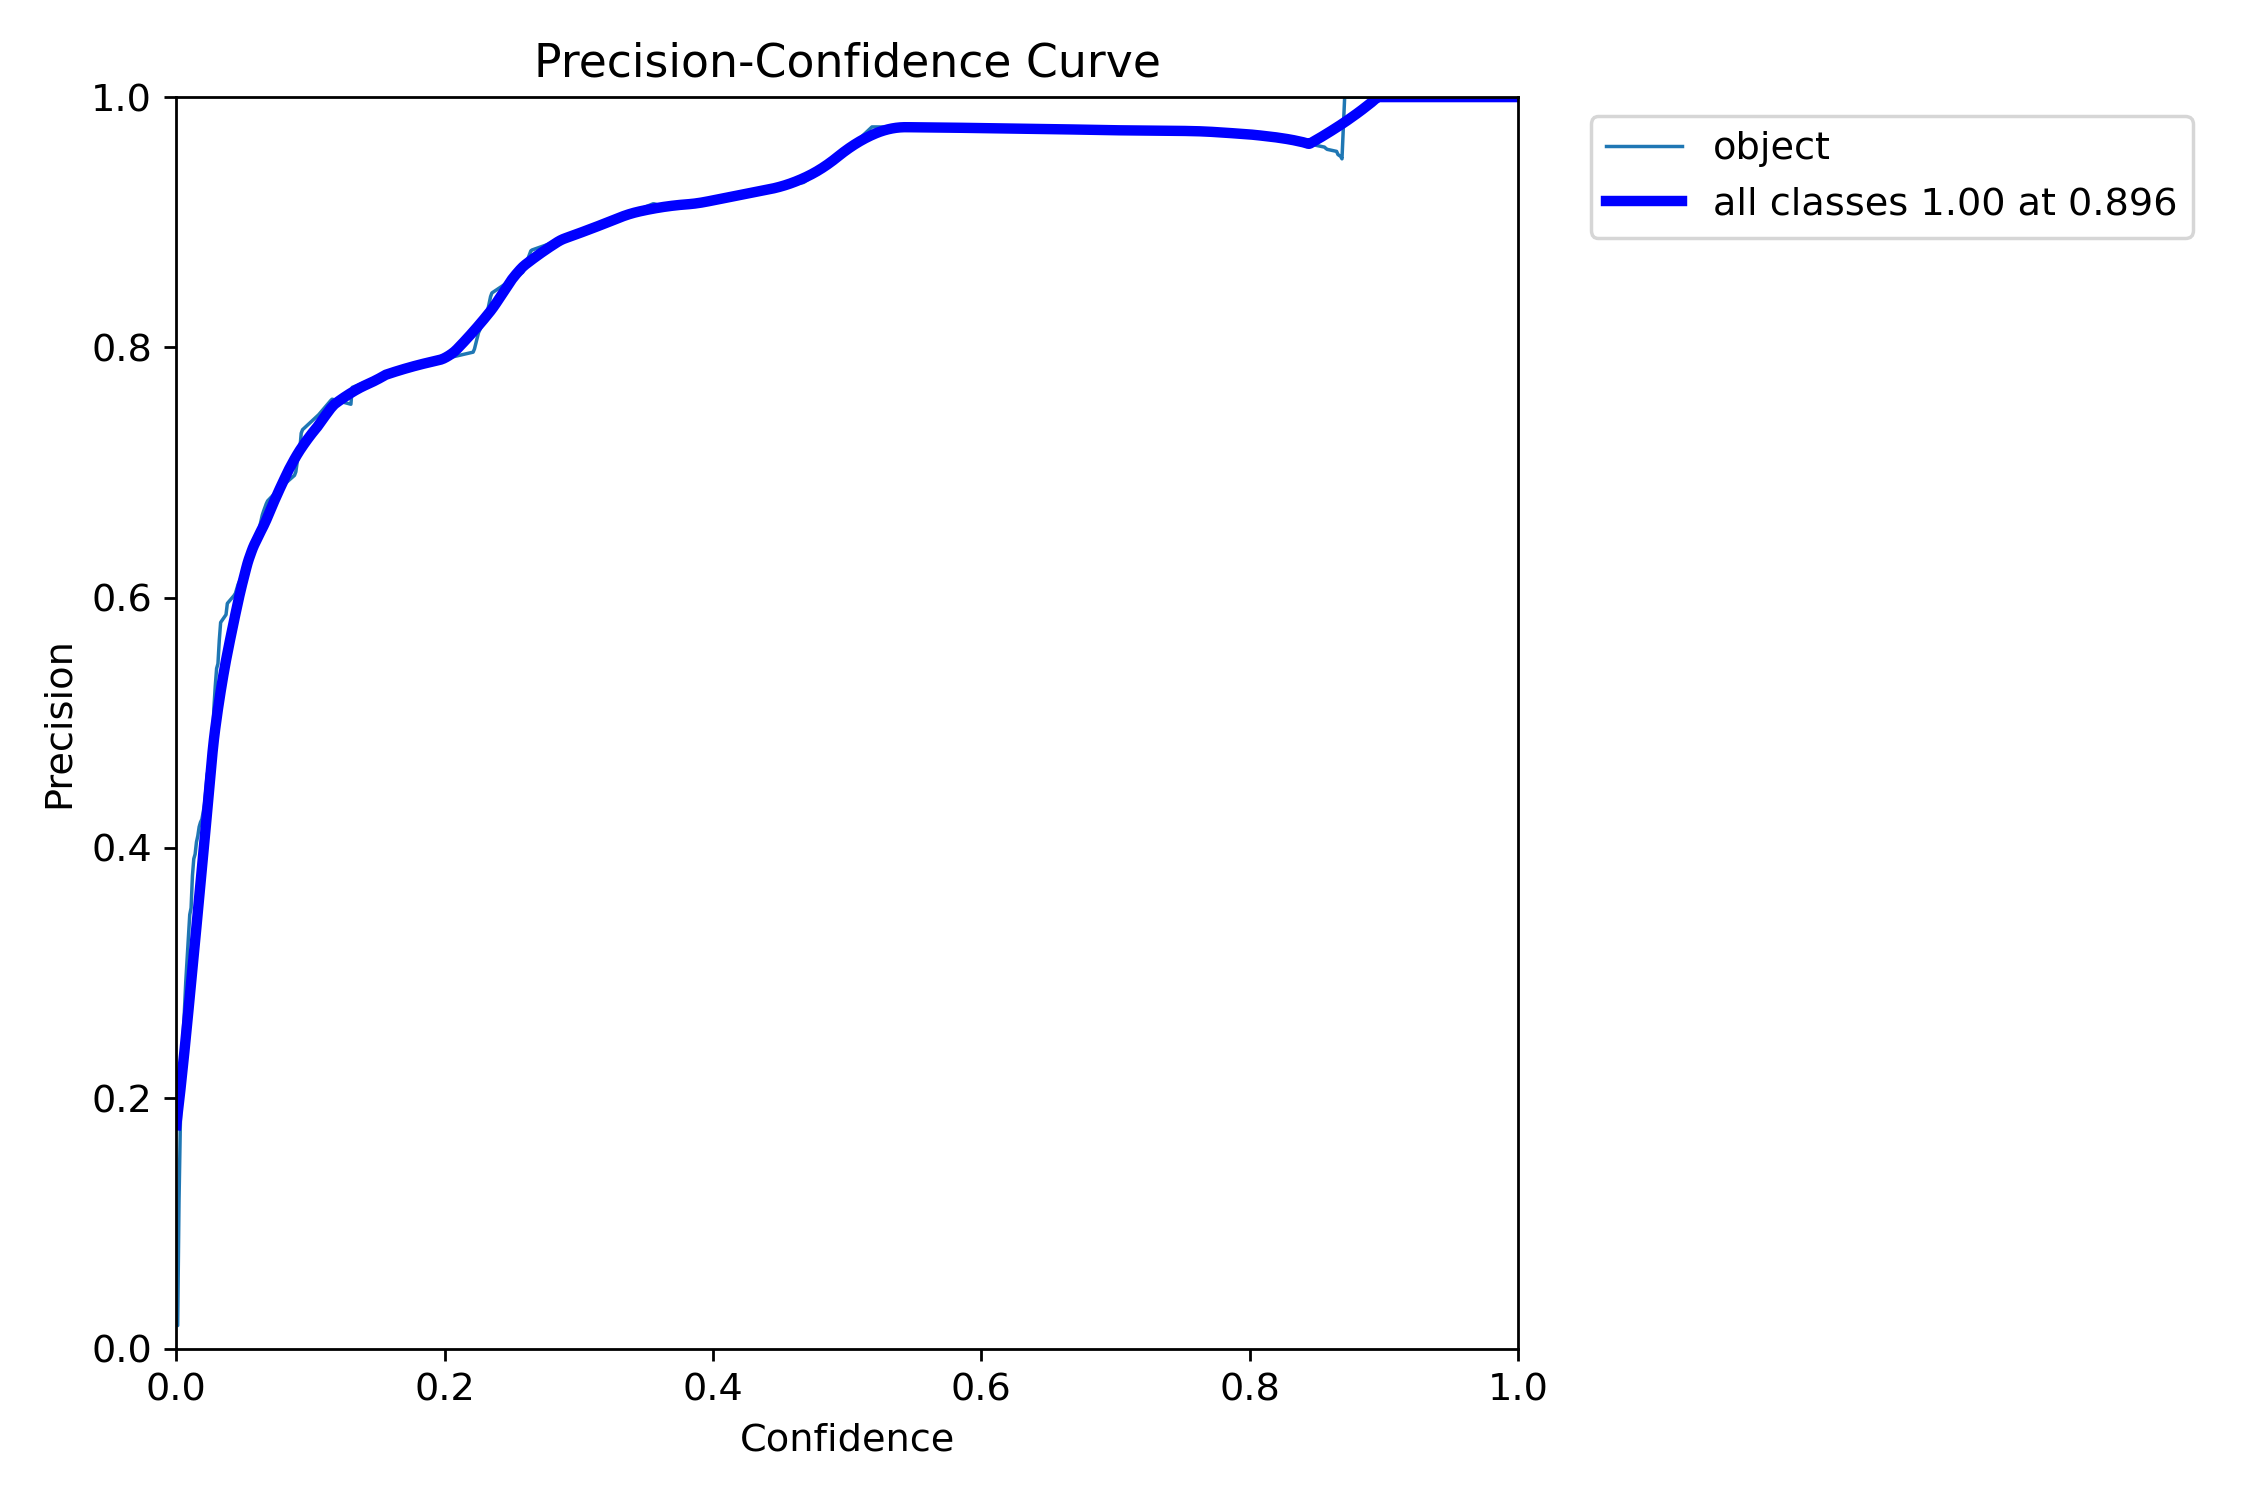 Precision-Confidence Curve
1.0
0.8
0.6
0.4
0.2
0.0
Precision
0.0 0.2 0.4 0.6 0.8 1.0
Confidence
object
all classes 1.00 at 0.896